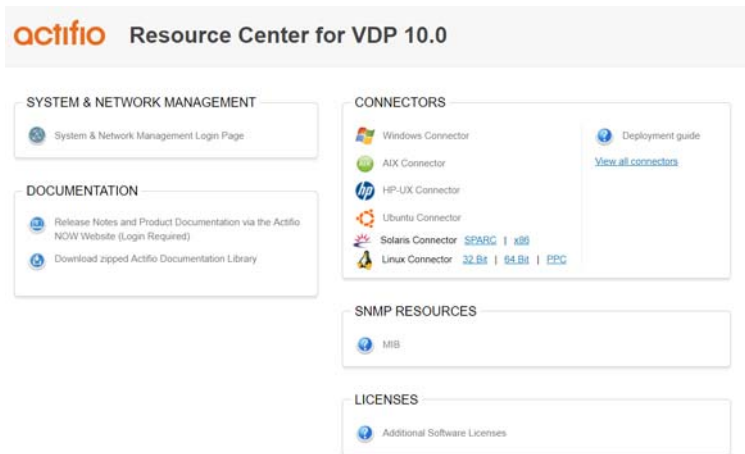 actifio Resource Center for VDP 10.0
SYSTEM & NETWORK MANAGEMENT
System & Network Management Login Page
DOCUMENTATION
Release Notes and Product Documentation via the Actifio
NOW Website (Login Required)
Download zipped Actifio Documentation Library
CONNECTORS
Windows Connector
AIX Connector
HP-UX Connector
Ubuntu Connector
Solaris Connector SPARC | x86
Linux Connector 32 Bit | 64 Bit | PPC
Deployment guide
View all connectors
SNMP RESOURCES
MIB
LICENSES
Additional Software Licenses